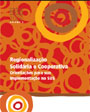 Regionalização
Solidária e Cooperativa
Orientações para sua
implementação no SUS